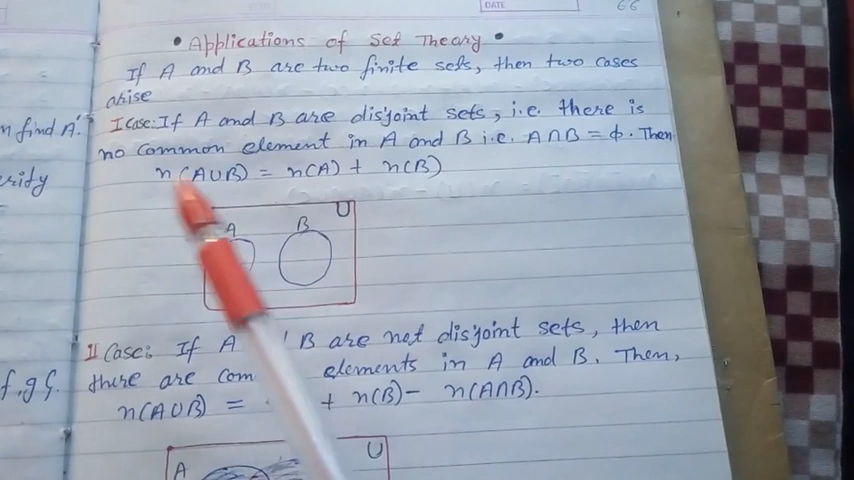 DATE
66
• Applications of Set Theory •
If A and B are two finite sets, then two cases
arise
I Case: If A and B are disjoint sets, i.e. there is
no common element in A and B i.e. A∩B = ϕ. Then
n(A∪B) = n(A) + n(B)
U
A B
II Case: If A B are not disjoint sets, then
there are com elements in A and B. Then,
n(A∪B) = + n(B) - n(A∩B).
U
A
n find A'.
erify
f, g G.